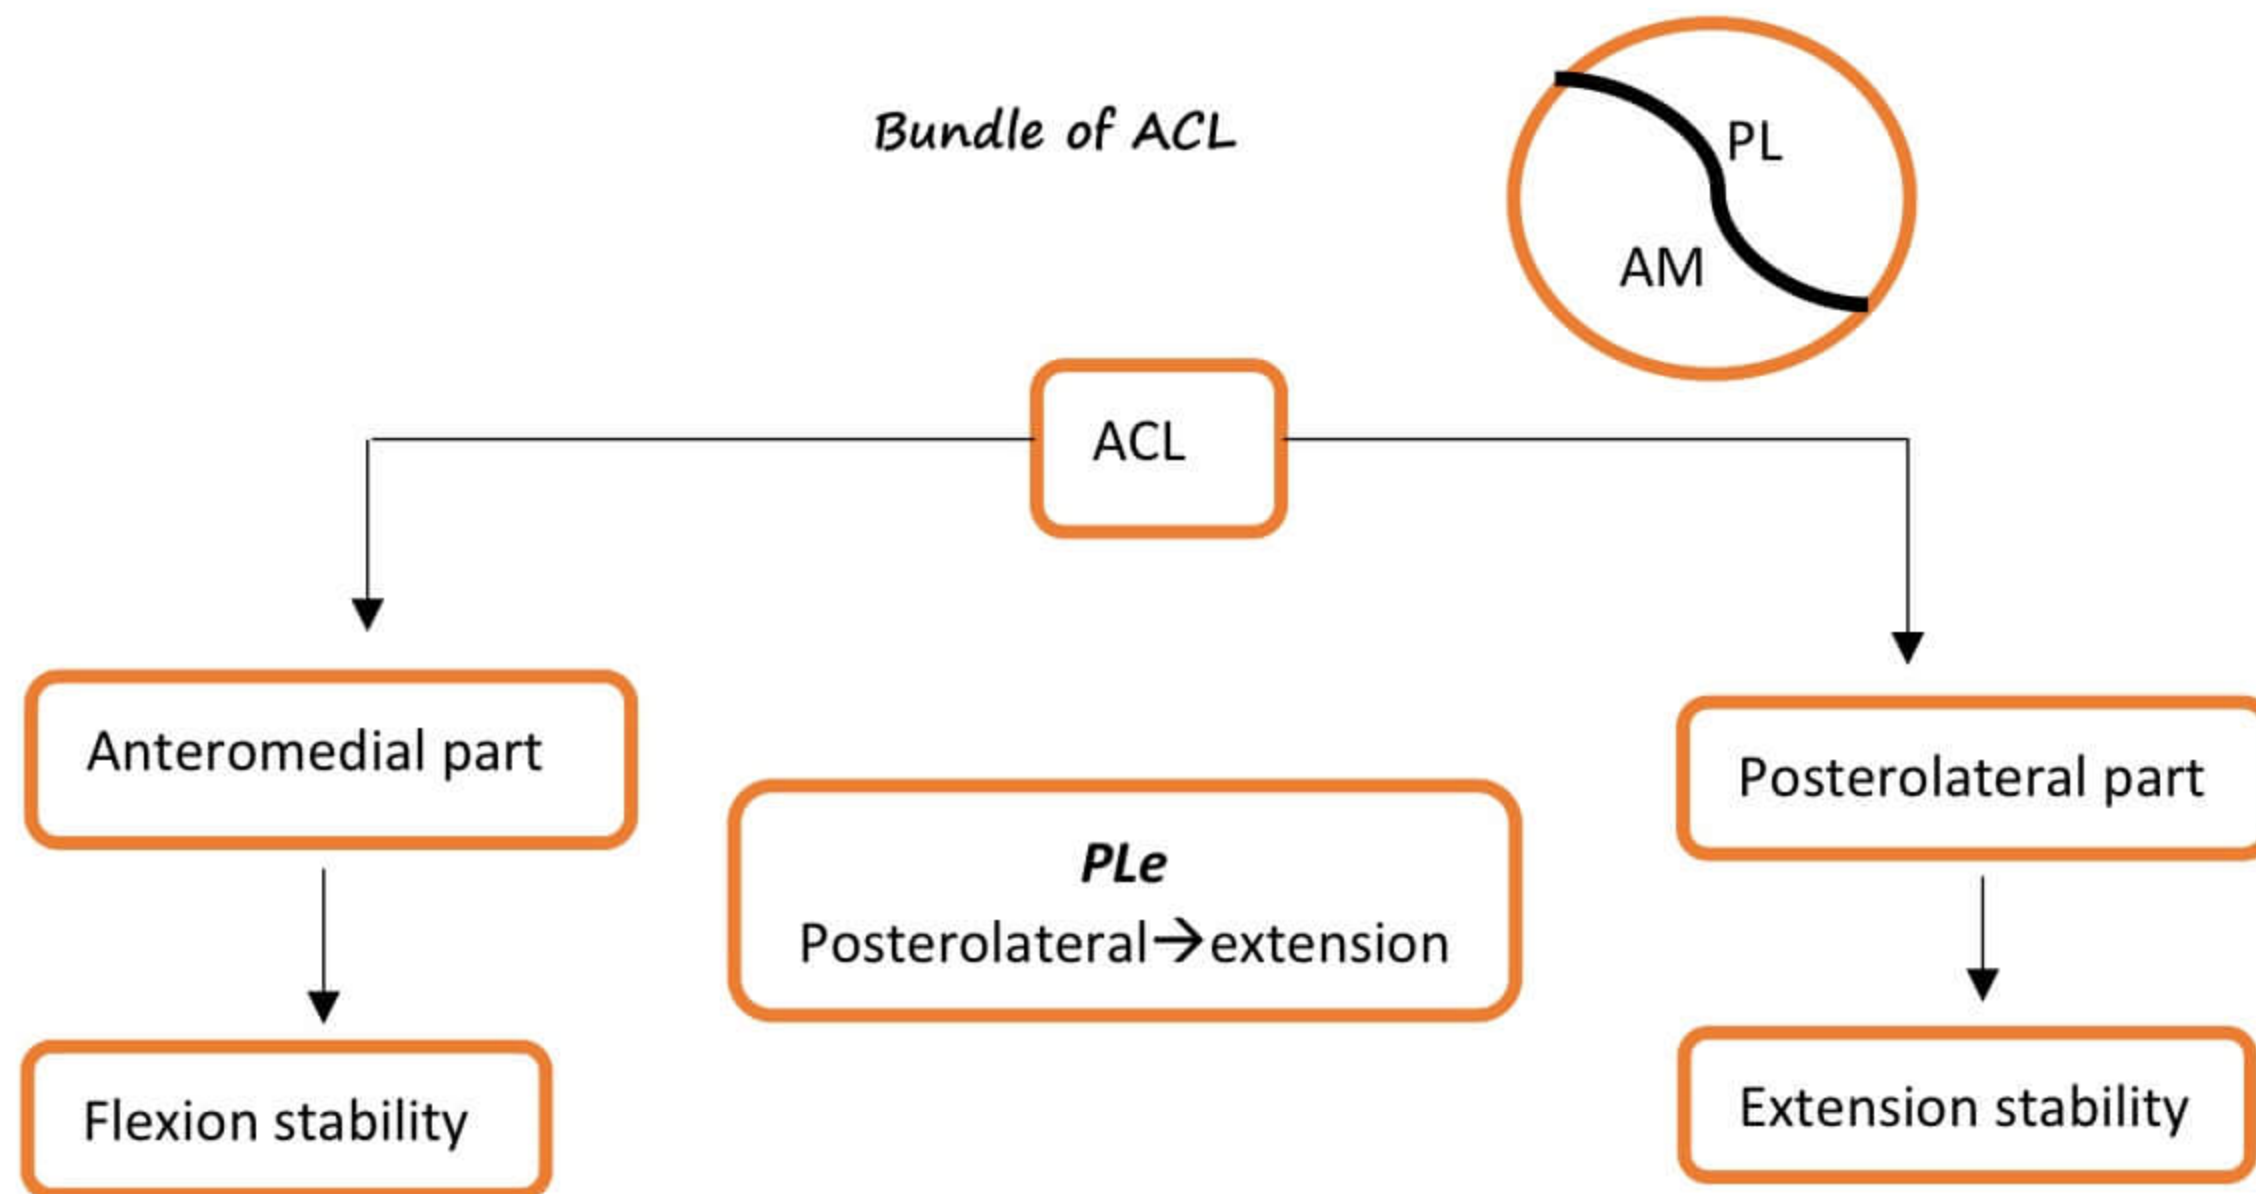 Bundle of ACL
PL
AM
ACL
Anteromedial part
Posterolateral part
PLe
Posterolateral→extension
Flexion stability
Extension stability